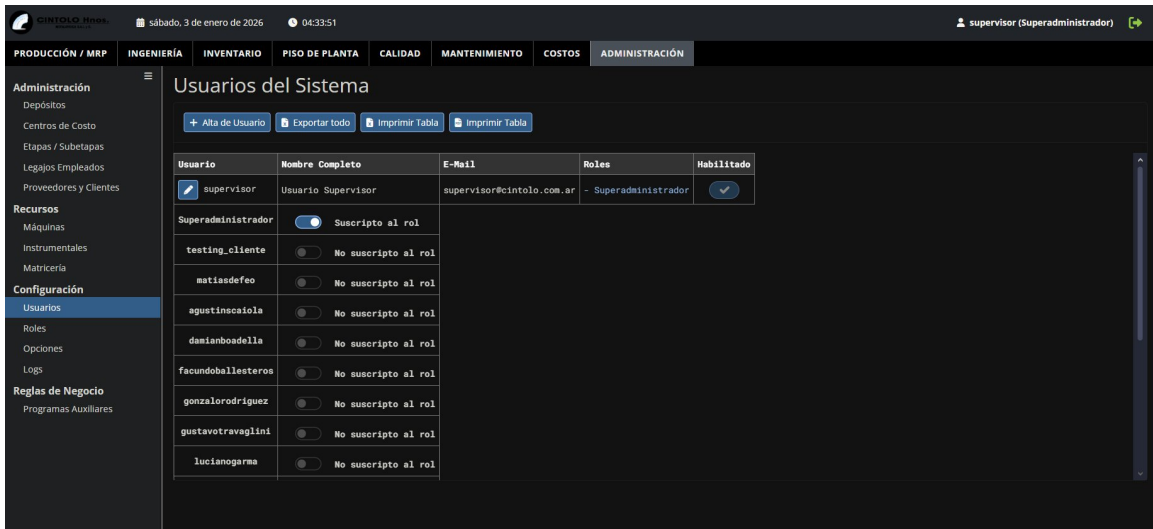 CINTOLO Hnos.
sábado, 3 de enero de 2026
04:33:51
supervisor (Superadministrador)
PRODUCCIÓN / MRP INGENIERÍA INVENTARIO PISO DE PLANTA CALIDAD MANTENIMIENTO COSTOS ADMINISTRACIÓN
Administración
Depósitos
Centros de Costo
Etapas / Subetapas
Legajos Empleados
Proveedores y Clientes
Recursos
Máquinas
Instrumentales
Matricería
Configuración
Usuarios
Roles
Opciones
Logs
Reglas de Negocio
Programas Auxiliares
Usuarios del Sistema
Alta de Usuario Exportar todo Imprimir Tabla Imprimir Tabla
Usuario Nombre Completo E-Mail Roles Habilitado
supervisor Usuario Supervisor supervisor@cintolo.com.ar - Superadministrador
Superadministrador Suscripto al rol
testing_cliente No suscripto al rol
matiasdefeo No suscripto al rol
agustinscaiola No suscripto al rol
damianboadella No suscripto al rol
facundoballesteros No suscripto al rol
gonzalorodriguez No suscripto al rol
gustavotravaglini No suscripto al rol
lucianogarma No suscripto al rol